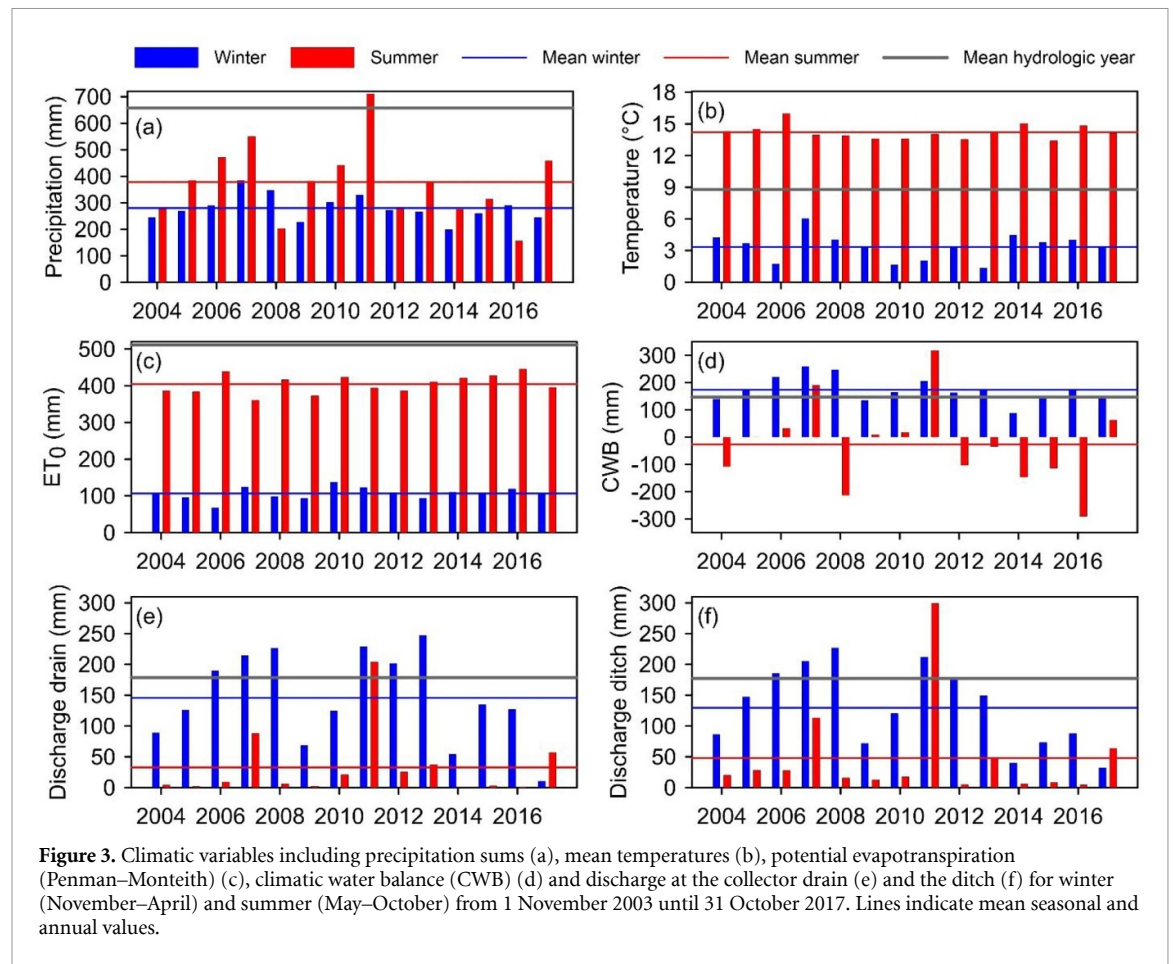 Winter Summer Mean winter Mean summer Mean hydrologic year
Precipitation (mm)
(a)
700
600
500
400
300
200
100
0
2004 2006 2008 2010 2012 2014 2016
Temperature (°C)
(b)
18
15
12
9
6
3
0
2004 2006 2008 2010 2012 2014 2016
ET0 (mm)
(c)
500
400
300
200
100
0
2004 2006 2008 2010 2012 2014 2016
CWB (mm)
(d)
300
200
100
0
-100
-200
-300
2004 2006 2008 2010 2012 2014 2016
Discharge drain (mm)
(e)
300
250
200
150
100
50
0
2004 2006 2008 2010 2012 2014 2016
Discharge ditch (mm)
(f)
300
250
200
150
100
50
0
2004 2006 2008 2010 2012 2014 2016
Figure 3. Climatic variables including precipitation sums (a), mean temperatures (b), potential evapotranspiration
(Penman–Monteith) (c), climatic water balance (CWB) (d) and discharge at the collector drain (e) and the ditch (f) for winter
(November–April) and summer (May–October) from 1 November 2003 until 31 October 2017. Lines indicate mean seasonal and
annual values.